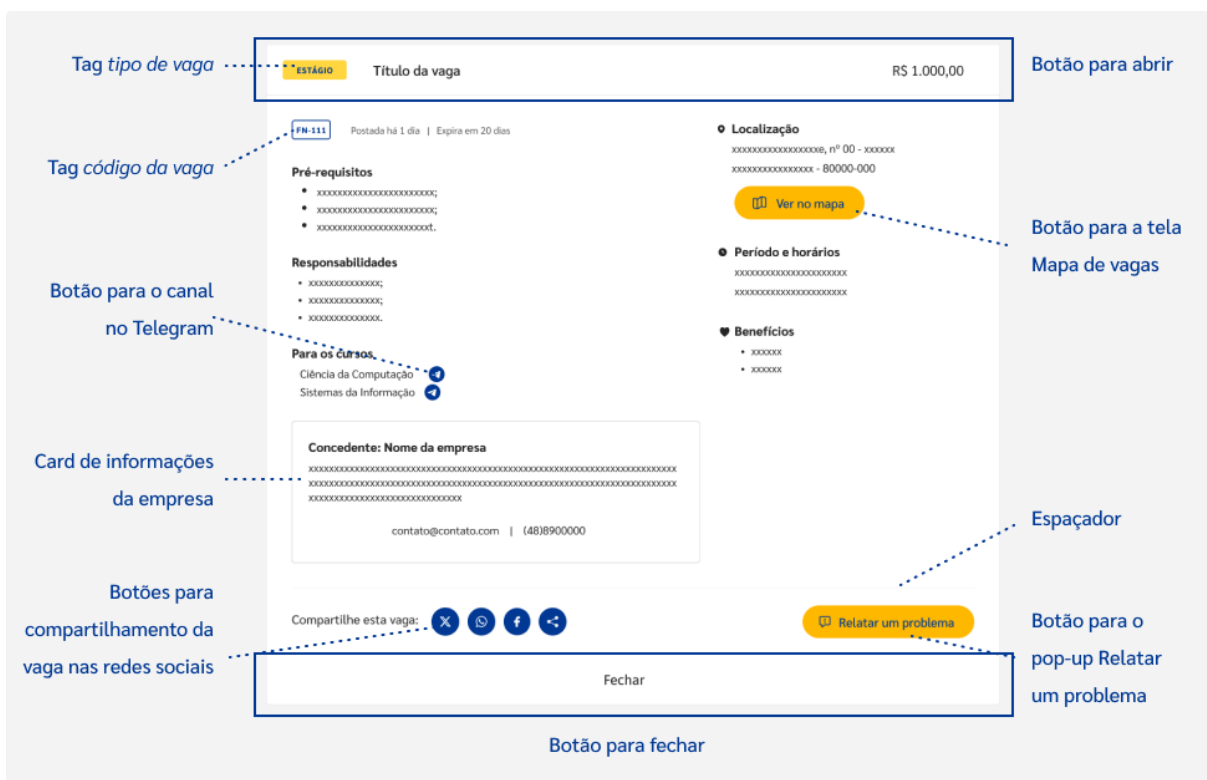 Tag tipo de vaga
ESTÁGIO
Título da vaga
R$ 1.000,00
Botão para abrir
Tag código da vaga
FN-111
Postada há 1 dia | Expira em 20 dias
Pré-requisitos
• xxxxxxxxxxxxxxxxxxxxxxx;
• xxxxxxxxxxxxxxxxxxxxxxx;
• xxxxxxxxxxxxxxxxxxxxxxt.
Localização
xxxxxxxxxxxxxxxxxe, nº 00 - xxxxxx
xxxxxxxxxxxxxxxx - 80000-000
Ver no mapa
Botão para a tela
Mapa de vagas
Responsabilidades
• xxxxxxxxxxxxxx;
• xxxxxxxxxxxxxx;
• xxxxxxxxxxxxxx.
Período e horários
xxxxxxxxxxxxxxxxxxxxxx
xxxxxxxxxxxxxxxxxxxxxx
Botão para o canal
no Telegram
Para os cursos
Ciência da Computação
Sistemas da Informação
Benefícios
• xxxxxx
• xxxxxx
Card de informações
da empresa
Concedente: Nome da empresa
xxxxxxxxxxxxxxxxxxxxxxxxxxxxxxxxxxxxxxxxxxxxxxxxxxxxxxxxxxxxxxxxxxxxxxxx
xxxxxxxxxxxxxxxxxxxxxxxxxxxxxxxxxxxxxxxxxxxxxxxxxxxxxxxxxxxxxxxxxxxxxxxx
xxxxxxxxxxxxxxxxxxxxxxxxxxxxxx
contato@contato.com | (48)8900000
Espaçador
Botões para
compartilhamento da
vaga nas redes sociais
Compartilhe esta vaga:
Relatar um problema
Botão para o
pop-up Relatar
um problema
Fechar
Botão para fechar